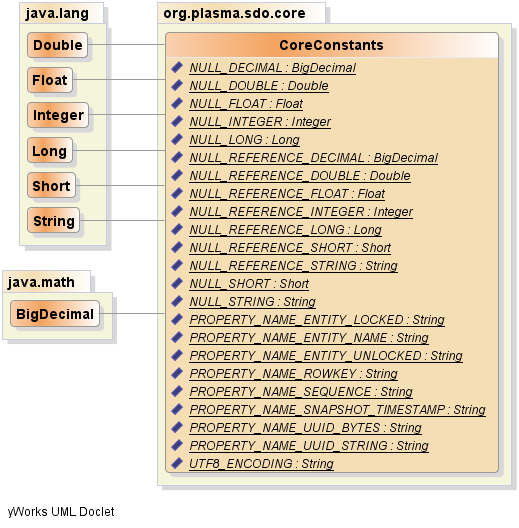 java.lang
Double
Float
Integer
Long
Short
String
java.math
BigDecimal
org.plasma.sdo.core
CoreConstants
NULL_DECIMAL : BigDecimal
NULL_DOUBLE : Double
NULL_FLOAT : Float
NULL_INTEGER : Integer
NULL_LONG : Long
NULL_REFERENCE_DECIMAL : BigDecimal
NULL_REFERENCE_DOUBLE : Double
NULL_REFERENCE_FLOAT : Float
NULL_REFERENCE_INTEGER : Integer
NULL_REFERENCE_LONG : Long
NULL_REFERENCE_SHORT : Short
NULL_REFERENCE_STRING : String
NULL_SHORT : Short
NULL_STRING : String
PROPERTY_NAME_ENTITY_LOCKED : String
PROPERTY_NAME_ENTITY_NAME : String
PROPERTY_NAME_ENTITY_UNLOCKED : String
PROPERTY_NAME_ROWKEY : String
PROPERTY_NAME_SEQUENCE : String
PROPERTY_NAME_SNAPSHOT_TIMESTAMP : String
PROPERTY_NAME_UUID_BYTES : String
PROPERTY_NAME_UUID_STRING : String
UTF8_ENCODING : String
yWorks UML Doclet